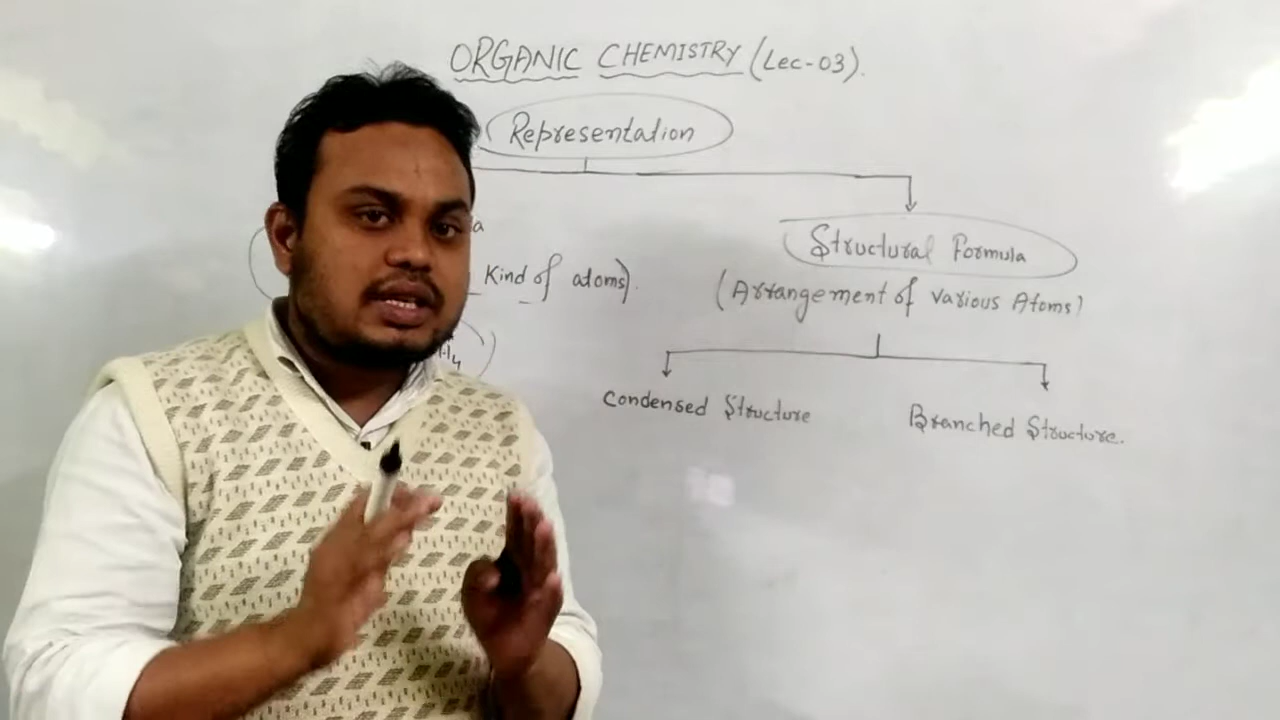 ORGANIC CHEMISTRY (Lec-03).
Representation
Structural Formula
Kind of atoms).
(Arrangement of various Atoms)
Condensed Structure
Branched Structure.